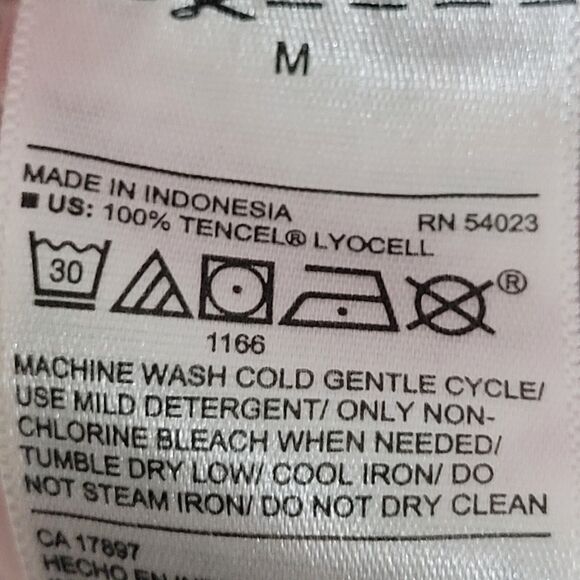 M
MADE IN INDONESIA
RN 54023
■ US: 100% TENCEL® LYOCELL
30
®
1166
MACHINE WASH COLD GENTLE CYCLE/
USE MILD DETERGENT/ ONLY NON-
CHLORINE BLEACH WHEN NEEDED/
TUMBLE DRY LOW/ COOL IRON/ DO
NOT STEAM IRON/ DO NOT DRY CLEAN
CA 17897
HECHO EN